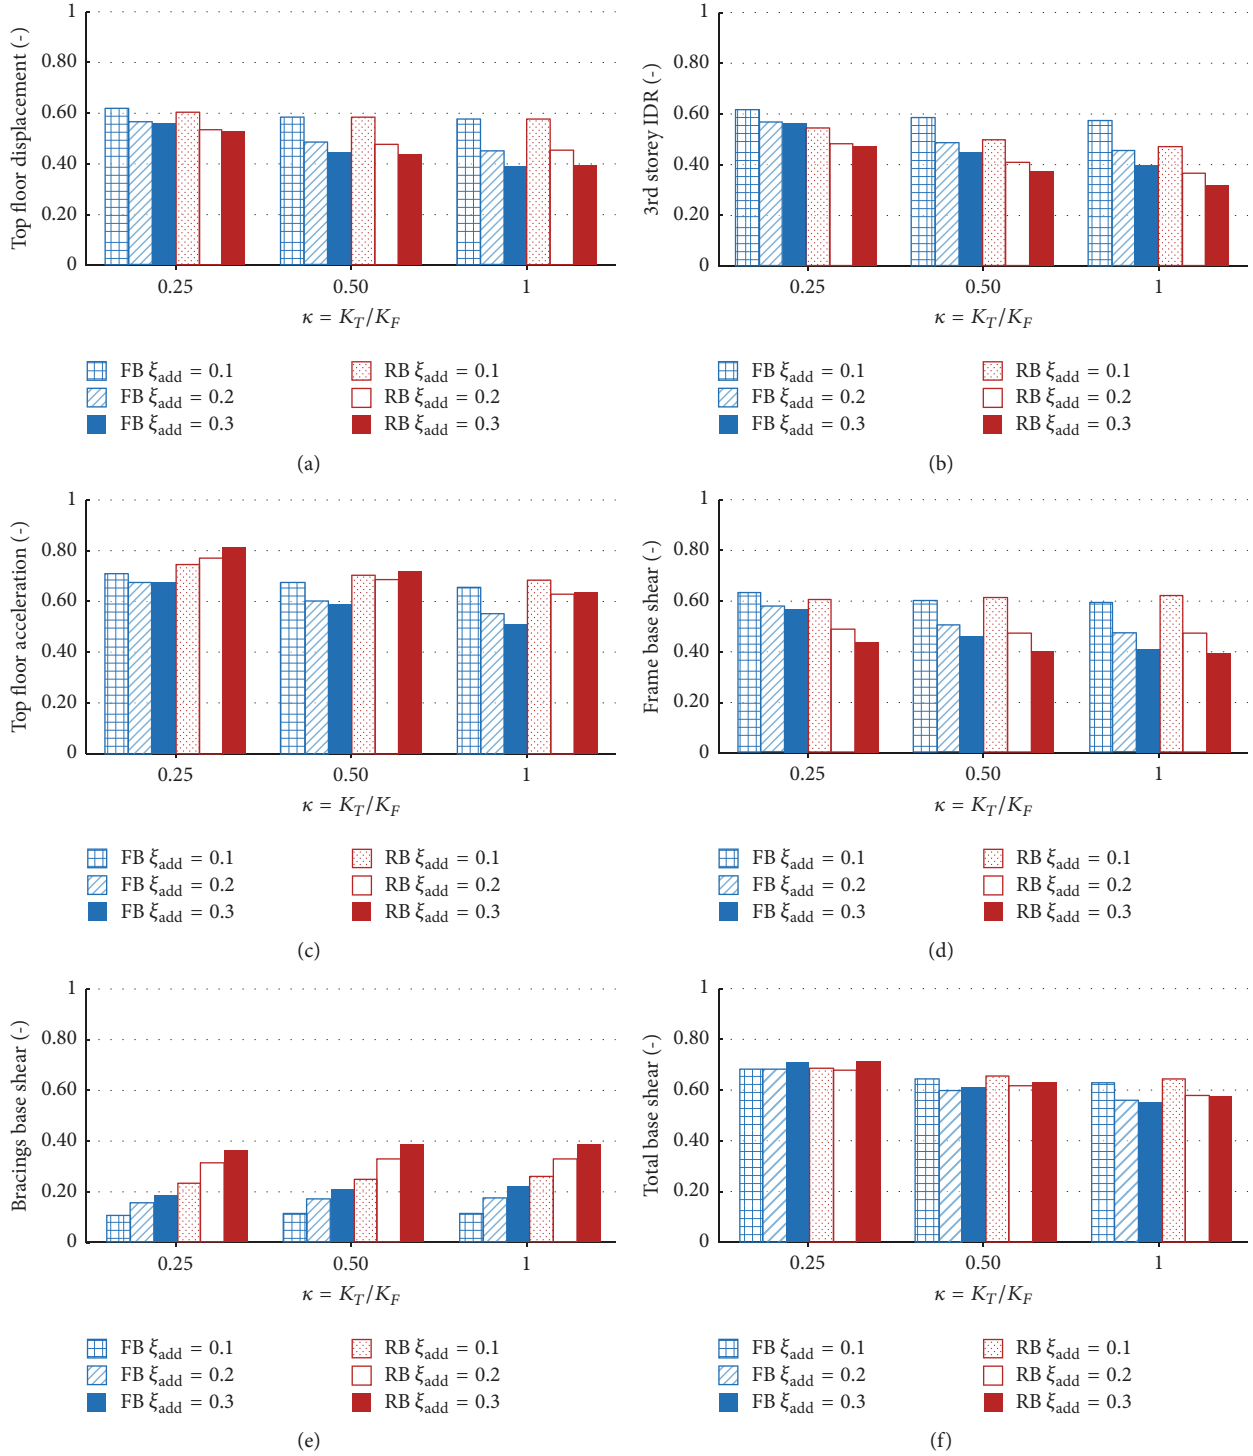 Top floor displacement (-)
1
0.80
0.60
0.40
0.20
0
0.25
0.50
1
κ = K_T/K_F
FB ξ_add = 0.1
FB ξ_add = 0.2
FB ξ_add = 0.3
RB ξ_add = 0.1
RB ξ_add = 0.2
RB ξ_add = 0.3
(a)
3rd storey IDR (-)
1
0.80
0.60
0.40
0.20
0
0.25
0.50
1
κ = K_T/K_F
FB ξ_add = 0.1
FB ξ_add = 0.2
FB ξ_add = 0.3
RB ξ_add = 0.1
RB ξ_add = 0.2
RB ξ_add = 0.3
(b)
Top floor acceleration (-)
1
0.80
0.60
0.40
0.20
0
0.25
0.50
1
κ = K_T/K_F
FB ξ_add = 0.1
FB ξ_add = 0.2
FB ξ_add = 0.3
RB ξ_add = 0.1
RB ξ_add = 0.2
RB ξ_add = 0.3
(c)
Frame base shear (-)
1
0.80
0.60
0.40
0.20
0
0.25
0.50
1
κ = K_T/K_F
FB ξ_add = 0.1
FB ξ_add = 0.2
FB ξ_add = 0.3
RB ξ_add = 0.1
RB ξ_add = 0.2
RB ξ_add = 0.3
(d)
Bracings base shear (-)
1
0.80
0.60
0.40
0.20
0
0.25
0.50
1
κ = K_T/K_F
FB ξ_add = 0.1
FB ξ_add = 0.2
FB ξ_add = 0.3
RB ξ_add = 0.1
RB ξ_add = 0.2
RB ξ_add = 0.3
(e)
Total base shear (-)
1
0.80
0.60
0.40
0.20
0
0.25
0.50
1
κ = K_T/K_F
FB ξ_add = 0.1
FB ξ_add = 0.2
FB ξ_add = 0.3
RB ξ_add = 0.1
RB ξ_add = 0.2
RB ξ_add = 0.3
(f)